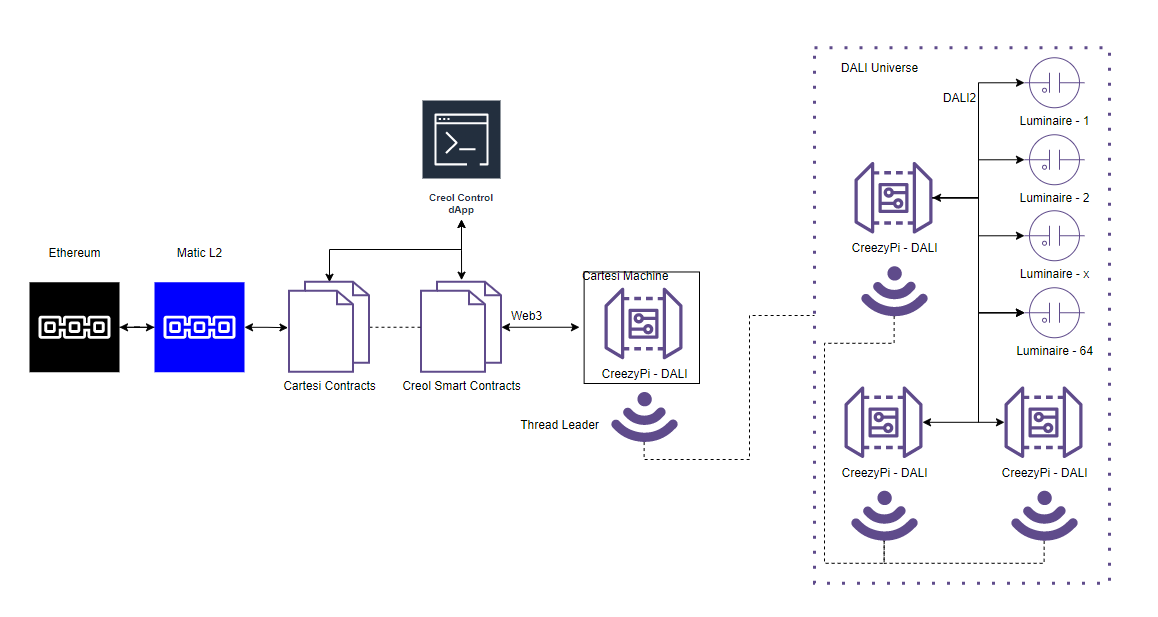 Ethereum
Matic L2
Creol Control
dApp
Cartesi Contracts
Creol Smart Contracts
Web3
Cartesi Machine
CreezyPi - DALI
Thread Leader
DALI Universe
DALI2
Luminaire - 1
Luminaire - 2
Luminaire - x
Luminaire - 64
CreezyPi - DALI
CreezyPi - DALI
CreezyPi - DALI